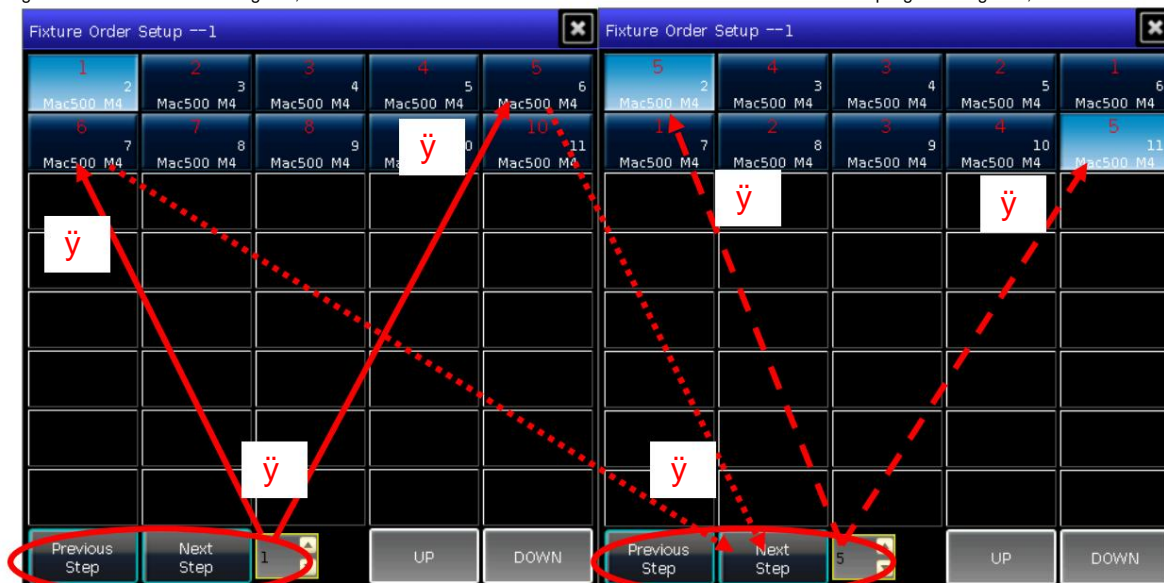 Fixture Order Setup --1
1 2 3 4 5
2 3 4 5 6
Mac500 M4 Mac500 M4 Mac500 M4 Mac500 M4 Mac500 M4
6 7 8 10
7 8 9 0 11
Mac500 M4 Mac500 M4 Mac500 M4 Mac500 M4
ÿ
ÿ
ÿ
Previous Step
Next Step
1
UP
DOWN
Fixture Order Setup --1
5 4 3 2 1
2 3 4 5 6
Mac500 M4 Mac500 M4 Mac500 M4 Mac500 M4 Mac500 M4
1 2 3 4 5
7 8 9 10 11
Mac500 M4 Mac500 M4 Mac500 M4 Mac500 M4 Mac500 M4
ÿ
ÿ
ÿ
Previous Step
Next Step
5
UP
DOWN